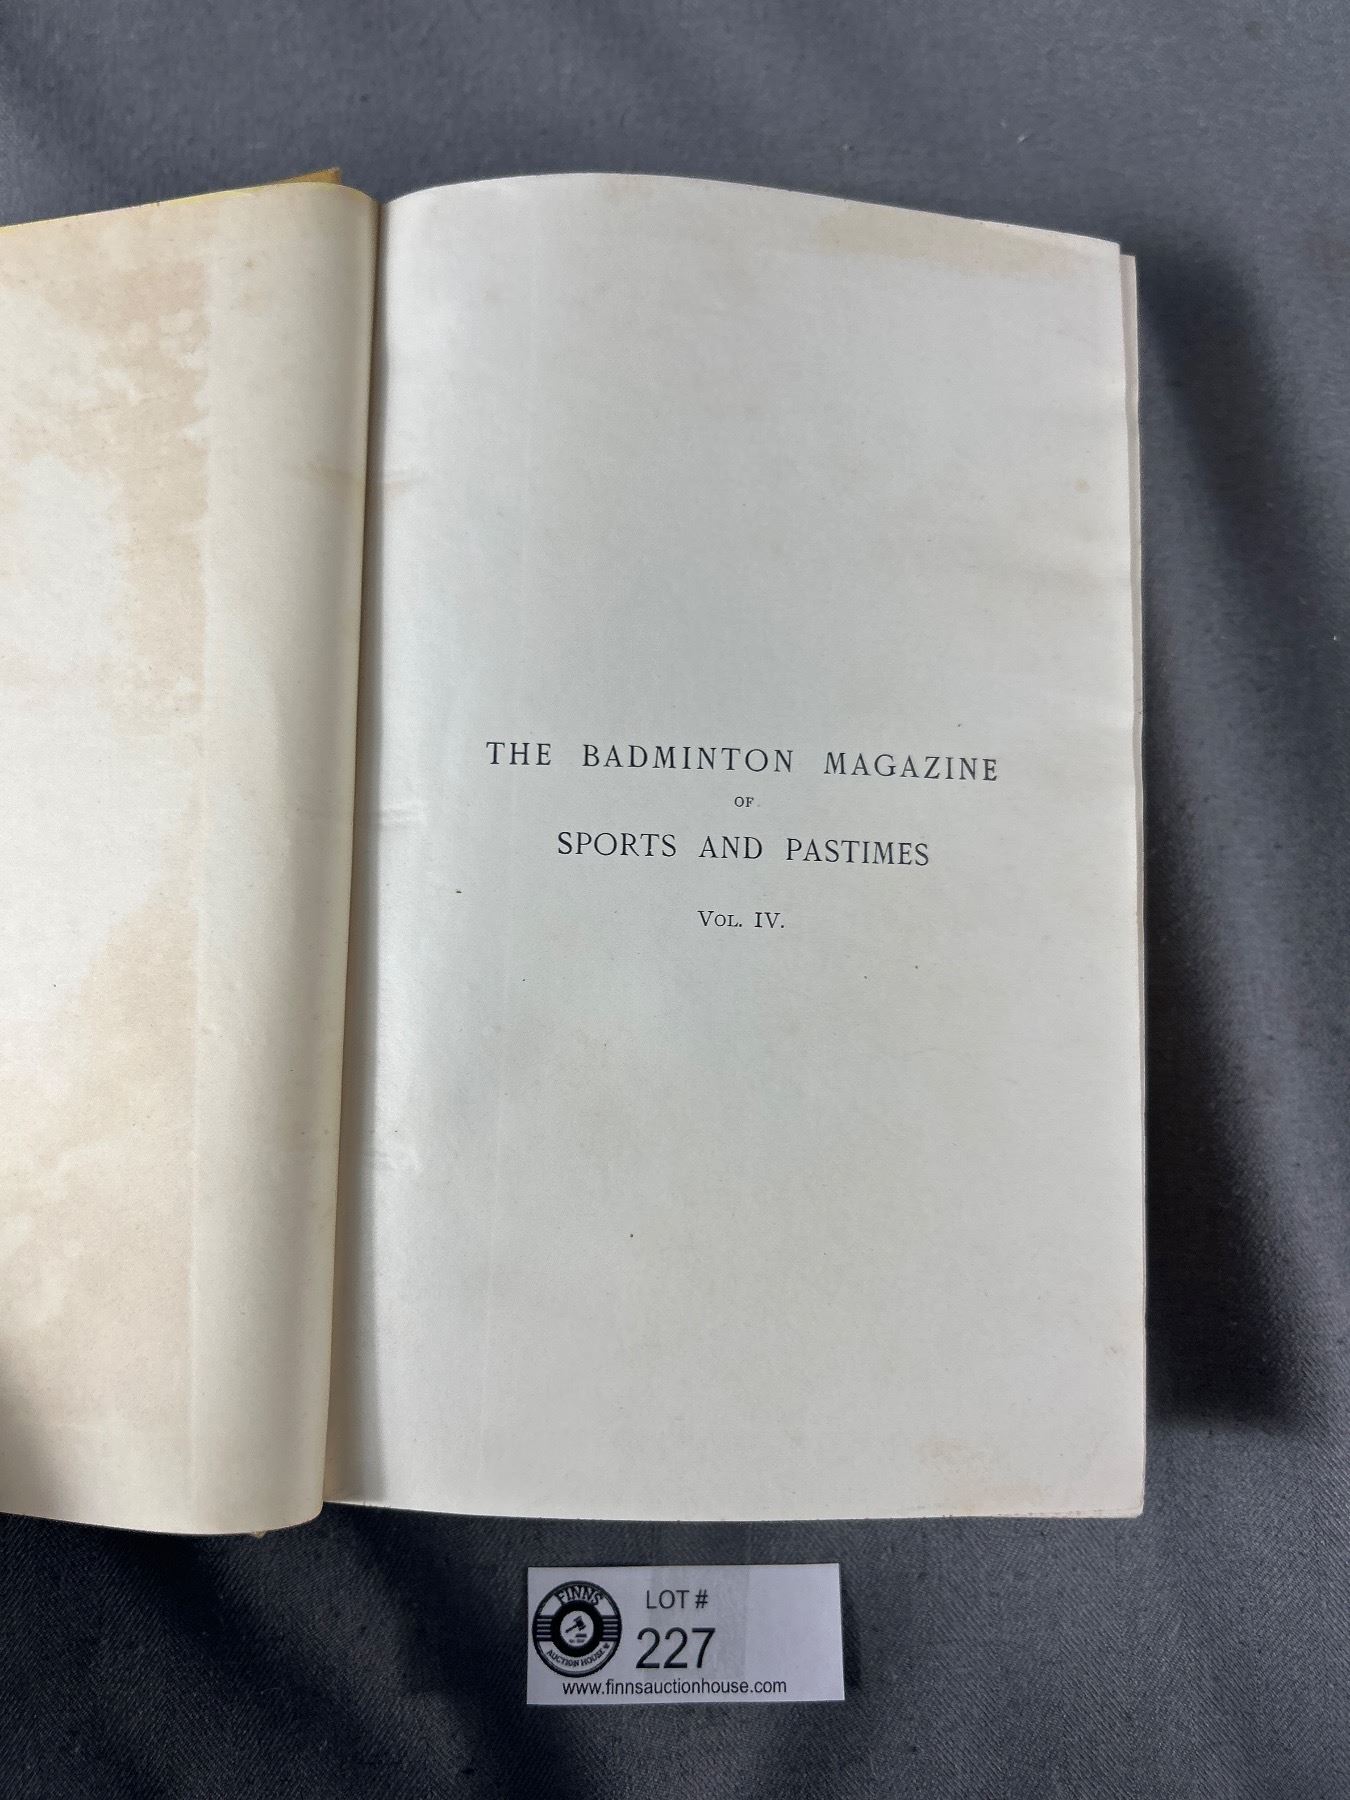 THE BADMINTON MAGAZINE
OF
SPORTS AND PASTIMES
VOL. IV.
FINNS
AUCTION HOUSE
LOT #
227
www.finnsauctionhouse.com